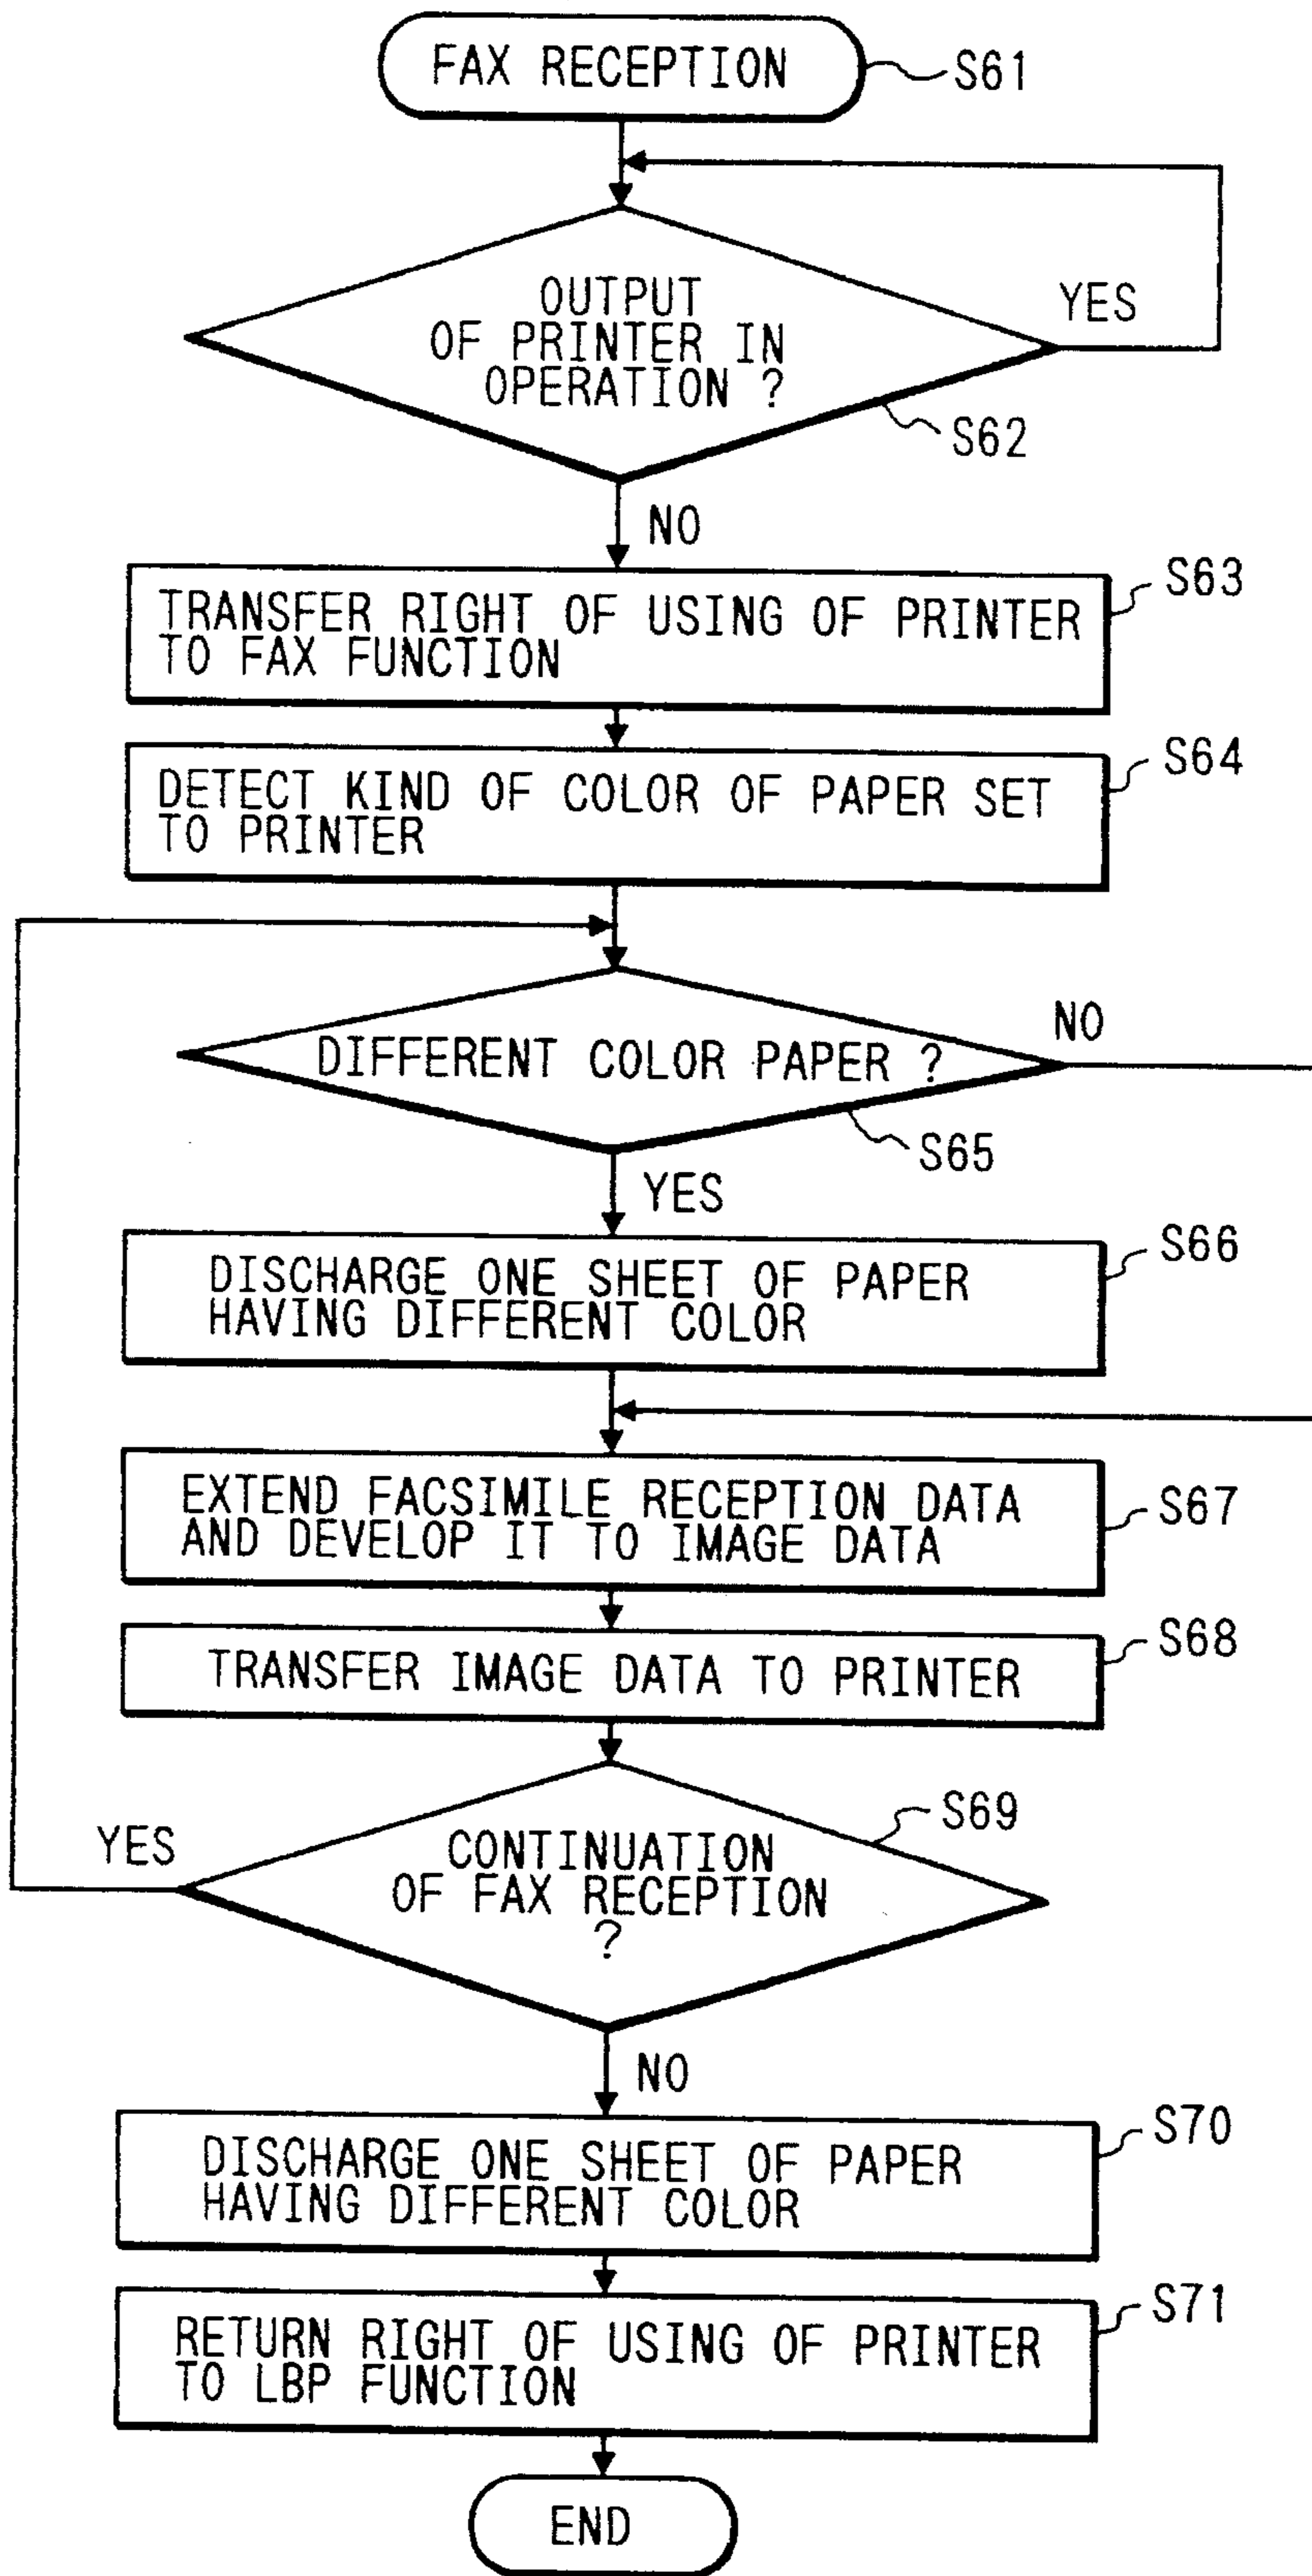 FAX RECEPTION
S61
OUTPUT
OF PRINTER IN
OPERATION ?
YES
S62
NO
S63
TRANSFER RIGHT OF USING OF PRINTER
TO FAX FUNCTION
S64
DETECT KIND OF COLOR OF PAPER SET
TO PRINTER
NO
DIFFERENT COLOR PAPER ?
S65
YES
S66
DISCHARGE ONE SHEET OF PAPER
HAVING DIFFERENT COLOR
EXTEND FACSIMILE RECEPTION DATA
AND DEVELOP IT TO IMAGE DATA
S67
S68
TRANSFER IMAGE DATA TO PRINTER
S69
YES
CONTINUATION
OF FAX RECEPTION
?
NO
S70
DISCHARGE ONE SHEET OF PAPER
HAVING DIFFERENT COLOR
S71
RETURN RIGHT OF USING OF PRINTER
TO LBP FUNCTION
END